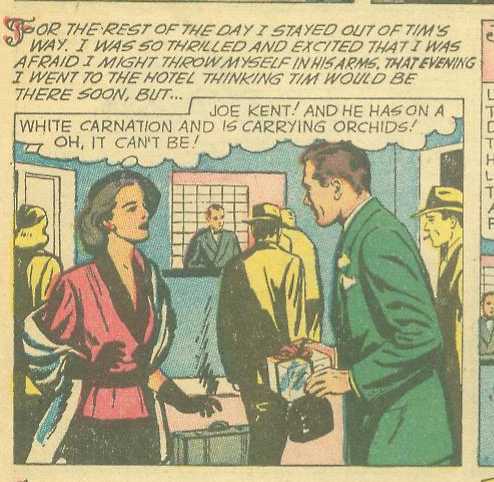 FOR THE REST OF THE DAY I STAYED OUT OF TIM'S
WAY. I WAS SO THRILLED AND EXCITED THAT I WAS
AFRAID I MIGHT THROW MYSELF IN HIS ARMS, THAT EVENING
I WENT TO THE HOTEL THINKING TIM WOULD BE
THERE SOON, BUT...
JOE KENT! AND HE HAS ON A
WHITE CARNATION AND IS CARRYING ORCHIDS!
OH, IT CAN'T BE!